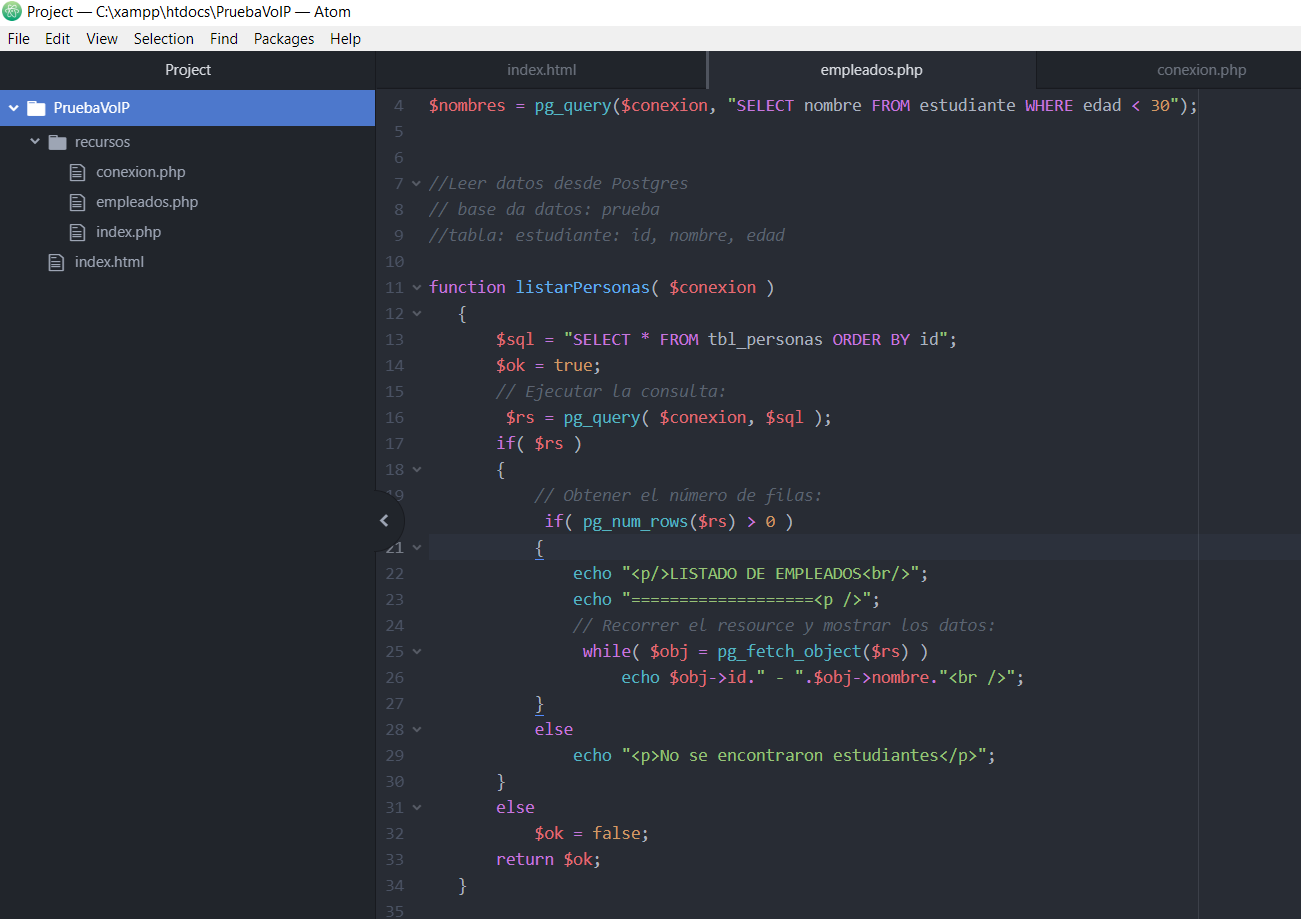 Project — C:\xampp\htdocs\PruebaVoIP — Atom
File Edit View Selection Find Packages Help
Project
PruebaVoIP
recursos
conexion.php
empleados.php
index.php
index.html
index.html empleados.php conexion.php
4 $nombres = pg_query($conexion, "SELECT nombre FROM estudiante WHERE edad < 30");
5
6
7 //Leer datos desde Postgres
8 // base da datos: prueba
9 //tabla: estudiante: id, nombre, edad
10
11 function listarPersonas( $conexion )
12 {
13 $sql = "SELECT * FROM tbl_personas ORDER BY id";
14 $ok = true;
15 // Ejecutar la consulta:
16 $rs = pg_query( $conexion, $sql );
17 if( $rs )
18 {
19 // Obtener el número de filas:
if( pg_num_rows($rs) > 0 )
21 {
22 echo "<p/>LISTADO DE EMPLEADOS<br/>";
23 echo "===================<p />";
24 // Recorrer el resource y mostrar los datos:
25 while( $obj = pg_fetch_object($rs) )
26 echo $obj->id." - ".$obj->nombre."<br />";
27 }
28 else
29 echo "<p>No se encontraron estudiantes</p>";
30 }
31 else
32 $ok = false;
33 return $ok;
34 }
35